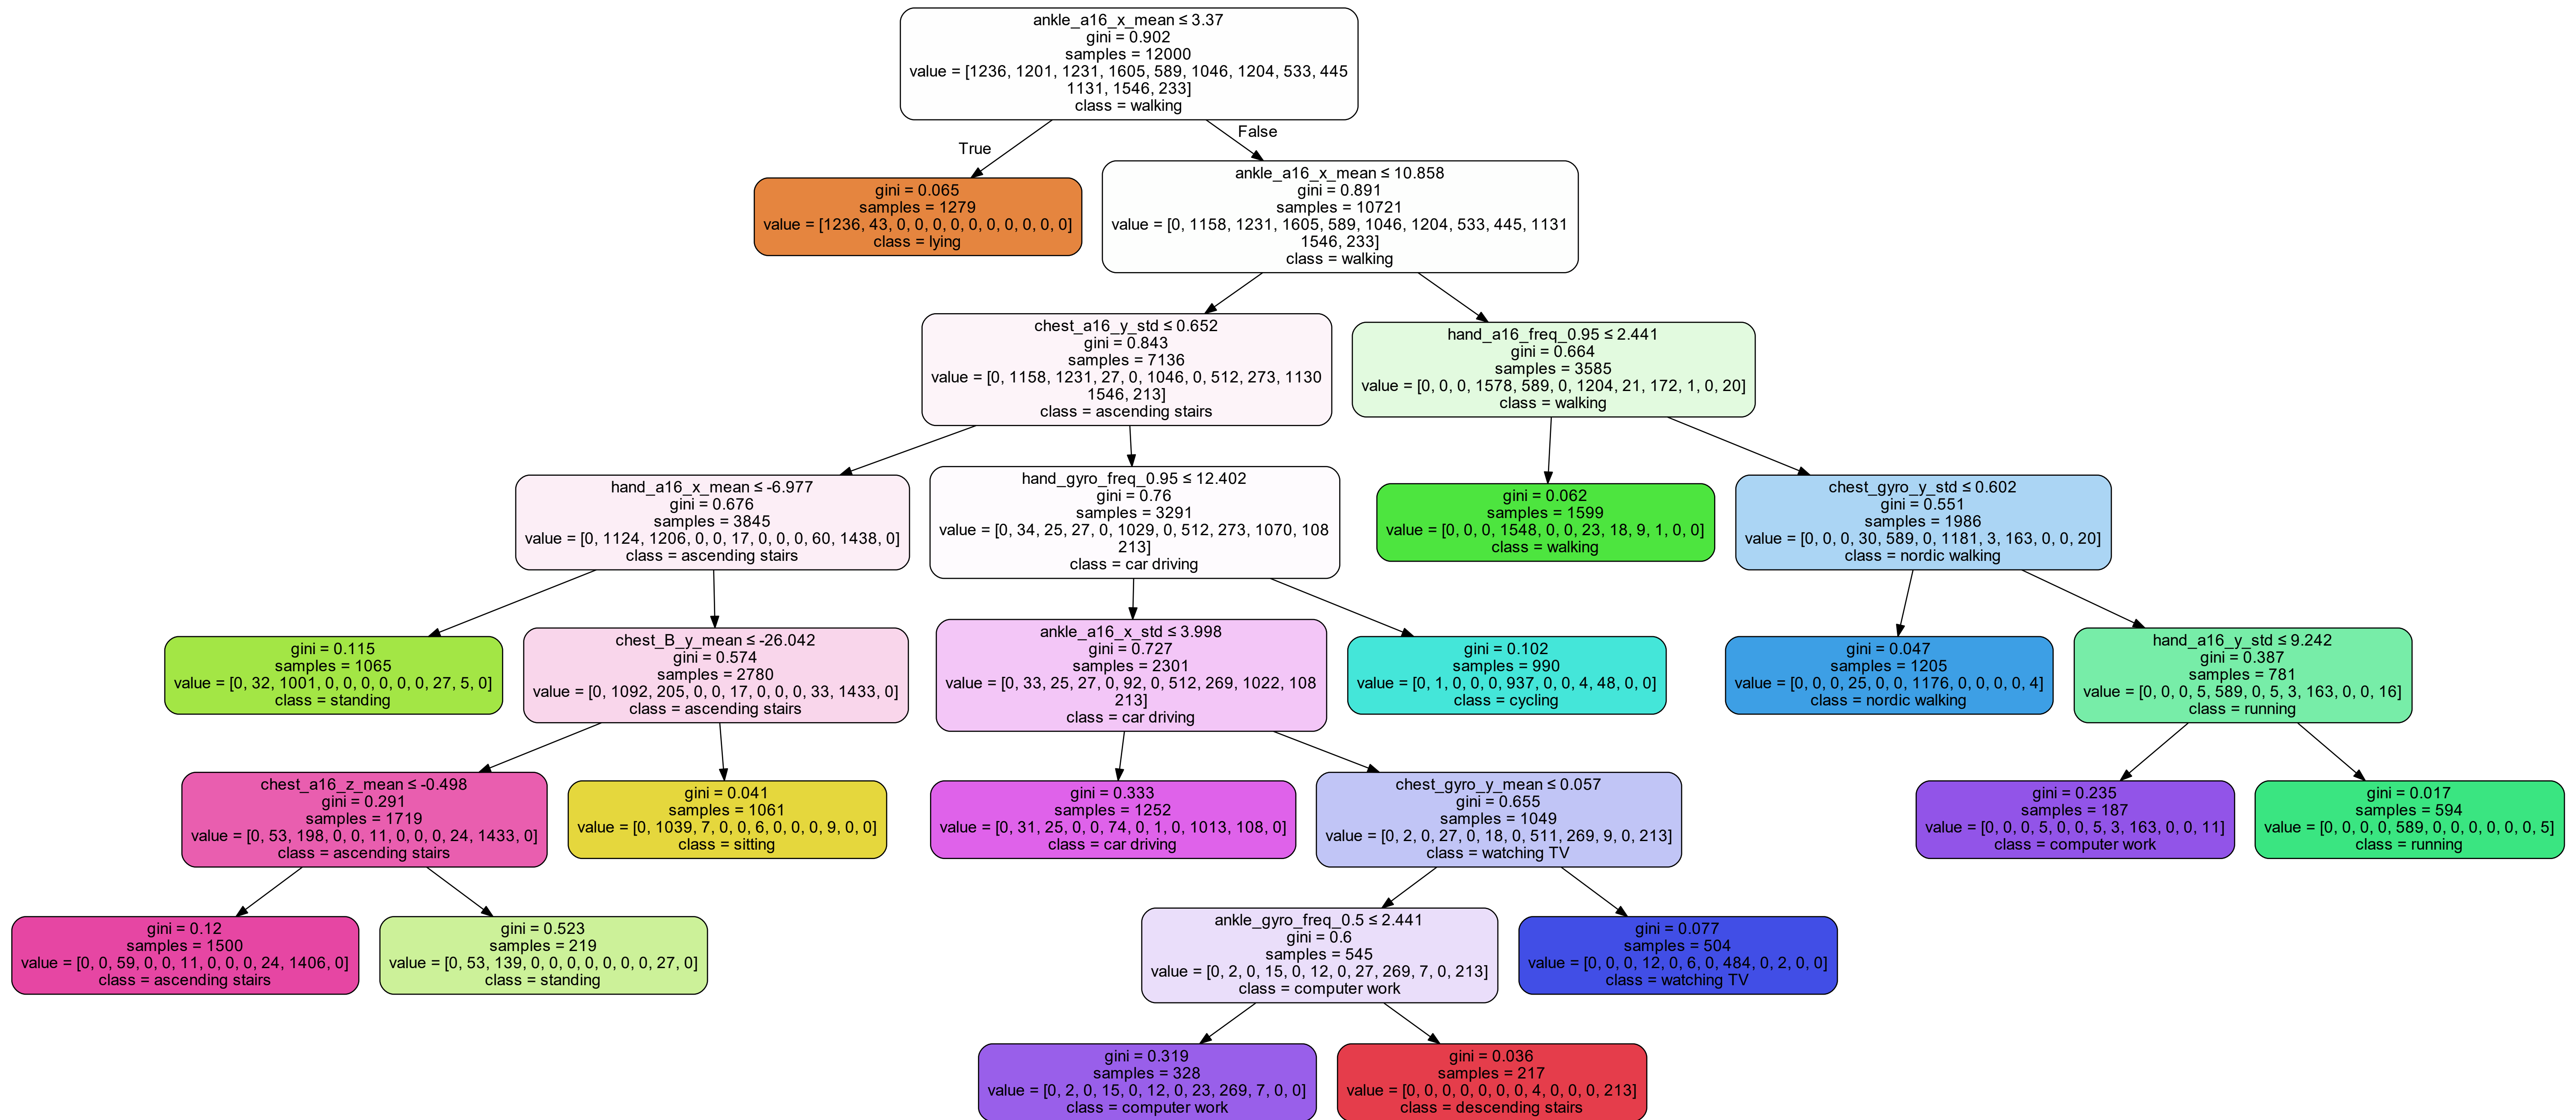 ankle_a16_x_mean ≤ 3.37
gini = 0.902
samples = 12000
value = [1236, 1201, 1231, 1605, 589, 1046, 1204, 533, 445
1131, 1546, 233]
class = walking
True
False
gini = 0.065
samples = 1279
value = [1236, 43, 0, 0, 0, 0, 0, 0, 0, 0, 0, 0]
class = lying
ankle_a16_x_mean ≤ 10.858
gini = 0.891
samples = 10721
value = [0, 1158, 1231, 1605, 589, 1046, 1204, 533, 445, 1131
1546, 233]
class = walking
chest_a16_y_std ≤ 0.652
gini = 0.843
samples = 7136
value = [0, 1158, 1231, 27, 0, 1046, 0, 512, 273, 1130
1546, 213]
class = ascending stairs
hand_a16_freq_0.95 ≤ 2.441
gini = 0.664
samples = 3585
value = [0, 0, 0, 1578, 589, 0, 1204, 21, 172, 1, 0, 20]
class = walking
hand_a16_x_mean ≤ -6.977
gini = 0.676
samples = 3845
value = [0, 1124, 1206, 0, 0, 17, 0, 0, 0, 60, 1438, 0]
class = ascending stairs
hand_gyro_freq_0.95 ≤ 12.402
gini = 0.76
samples = 3291
value = [0, 34, 25, 27, 0, 1029, 0, 512, 273, 1070, 108
213]
class = car driving
gini = 0.062
samples = 1599
value = [0, 0, 0, 1548, 0, 0, 23, 18, 9, 1, 0, 0]
class = walking
chest_gyro_y_std ≤ 0.602
gini = 0.551
samples = 1986
value = [0, 0, 0, 30, 589, 0, 1181, 3, 163, 0, 0, 20]
class = nordic walking
gini = 0.115
samples = 1065
value = [0, 32, 1001, 0, 0, 0, 0, 0, 0, 27, 5, 0]
class = standing
chest_B_y_mean ≤ -26.042
gini = 0.574
samples = 2780
value = [0, 1092, 205, 0, 0, 17, 0, 0, 0, 33, 1433, 0]
class = ascending stairs
ankle_a16_x_std ≤ 3.998
gini = 0.727
samples = 2301
value = [0, 33, 25, 27, 0, 92, 0, 512, 269, 1022, 108
213]
class = car driving
gini = 0.102
samples = 990
value = [0, 1, 0, 0, 0, 937, 0, 0, 4, 48, 0, 0]
class = cycling
gini = 0.047
samples = 1205
value = [0, 0, 0, 25, 0, 0, 1176, 0, 0, 0, 0, 4]
class = nordic walking
hand_a16_y_std ≤ 9.242
gini = 0.387
samples = 781
value = [0, 0, 0, 5, 589, 0, 5, 3, 163, 0, 0, 16]
class = running
chest_a16_z_mean ≤ -0.498
gini = 0.291
samples = 1719
value = [0, 53, 198, 0, 0, 11, 0, 0, 0, 24, 1433, 0]
class = ascending stairs
gini = 0.041
samples = 1061
value = [0, 1039, 7, 0, 0, 6, 0, 0, 0, 9, 0, 0]
class = sitting
gini = 0.333
samples = 1252
value = [0, 31, 25, 0, 0, 74, 0, 1, 0, 1013, 108, 0]
class = car driving
chest_gyro_y_mean ≤ 0.057
gini = 0.655
samples = 1049
value = [0, 2, 0, 27, 0, 18, 0, 511, 269, 9, 0, 213]
class = watching TV
gini = 0.235
samples = 187
value = [0, 0, 0, 5, 0, 0, 5, 3, 163, 0, 0, 11]
class = computer work
gini = 0.017
samples = 594
value = [0, 0, 0, 0, 589, 0, 0, 0, 0, 0, 0, 5]
class = running
gini = 0.12
samples = 1500
value = [0, 0, 59, 0, 0, 11, 0, 0, 0, 24, 1406, 0]
class = ascending stairs
gini = 0.523
samples = 219
value = [0, 53, 139, 0, 0, 0, 0, 0, 0, 0, 27, 0]
class = standing
ankle_gyro_freq_0.5 ≤ 2.441
gini = 0.6
samples = 545
value = [0, 2, 0, 15, 0, 12, 0, 27, 269, 7, 0, 213]
class = computer work
gini = 0.077
samples = 504
value = [0, 0, 0, 12, 0, 6, 0, 484, 0, 2, 0, 0]
class = watching TV
gini = 0.319
samples = 328
value = [0, 2, 0, 15, 0, 12, 0, 23, 269, 7, 0, 0]
class = computer work
gini = 0.036
samples = 217
value = [0, 0, 0, 0, 0, 0, 0, 4, 0, 0, 0, 213]
class = descending stairs